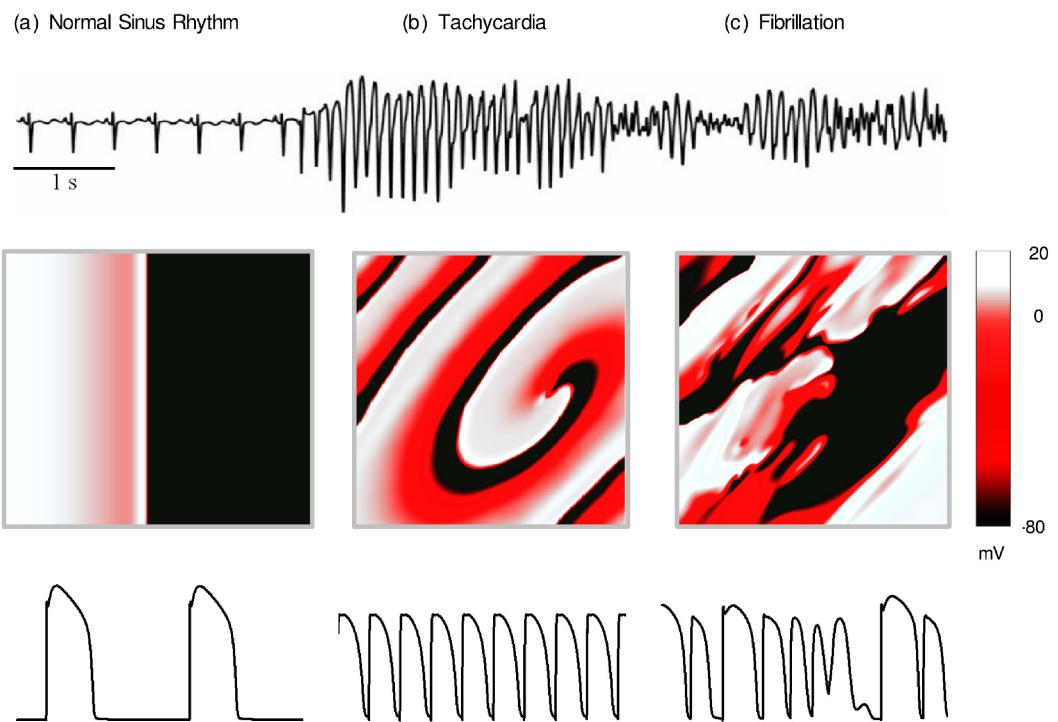 (a) Normal Sinus Rhythm
(b) Tachycardia
(c) Fibrillation
1 s
20
0
-80
mV